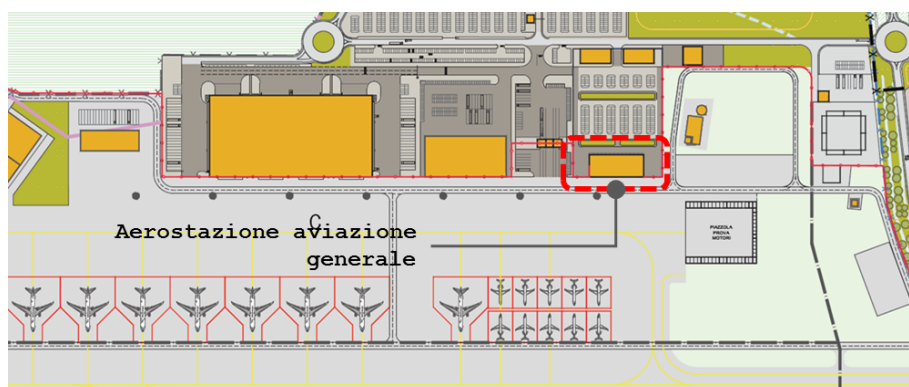 C
Aerostazione aviazione
generale
PIAZZOLA
PROVA
MOTORI